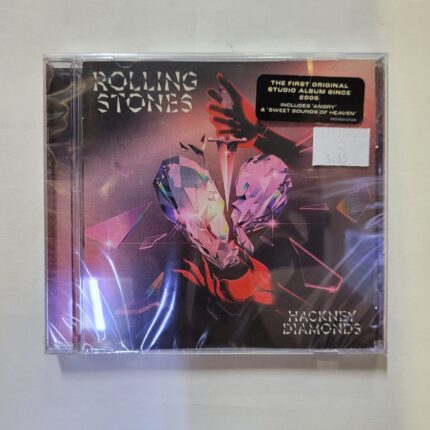 ROLLING
STONES
THE FIRST ORIGINAL
STUDIO ALBUM SINCE
2005
INCLUDES 'ANGRY'
& 'SWEET SOUNDS OF HEAVEN'
HACKNEY
DIAMONDS